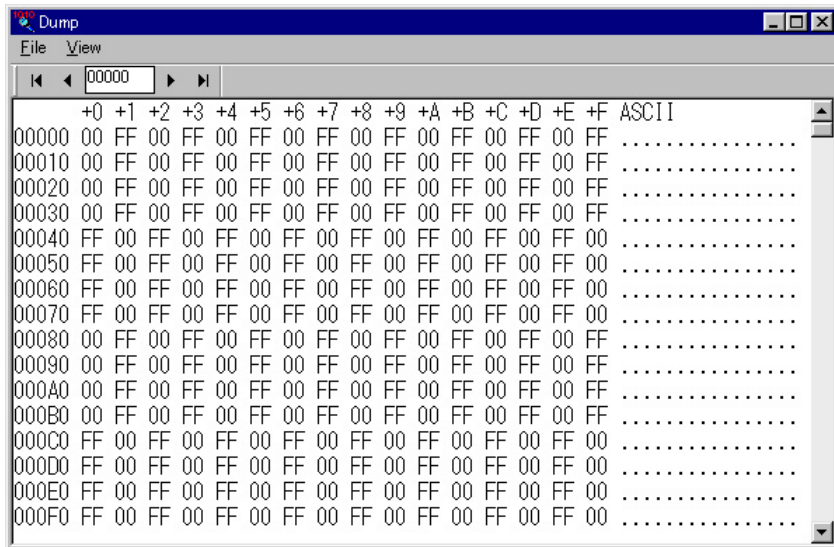 Dump
File View
00000
+0 +1 +2 +3 +4 +5 +6 +7 +8 +9 +A +B +C +D +E +F ASCII
00000 00 FF 00 FF 00 FF 00 FF 00 FF 00 FF 00 FF 00 FF ................
00010 00 FF 00 FF 00 FF 00 FF 00 FF 00 FF 00 FF 00 FF ................
00020 00 FF 00 FF 00 FF 00 FF 00 FF 00 FF 00 FF 00 FF ................
00030 00 FF 00 FF 00 FF 00 FF 00 FF 00 FF 00 FF 00 FF ................
00040 FF 00 FF 00 FF 00 FF 00 FF 00 FF 00 FF 00 FF 00 ................
00050 FF 00 FF 00 FF 00 FF 00 FF 00 FF 00 FF 00 FF 00 ................
00060 FF 00 FF 00 FF 00 FF 00 FF 00 FF 00 FF 00 FF 00 ................
00070 FF 00 FF 00 FF 00 FF 00 FF 00 FF 00 FF 00 FF 00 ................
00080 00 FF 00 FF 00 FF 00 FF 00 FF 00 FF 00 FF 00 FF ................
00090 00 FF 00 FF 00 FF 00 FF 00 FF 00 FF 00 FF 00 FF ................
000A0 00 FF 00 FF 00 FF 00 FF 00 FF 00 FF 00 FF 00 FF ................
000B0 00 FF 00 FF 00 FF 00 FF 00 FF 00 FF 00 FF 00 FF ................
000C0 FF 00 FF 00 FF 00 FF 00 FF 00 FF 00 FF 00 FF 00 ................
000D0 FF 00 FF 00 FF 00 FF 00 FF 00 FF 00 FF 00 FF 00 ................
000E0 FF 00 FF 00 FF 00 FF 00 FF 00 FF 00 FF 00 FF 00 ................
000F0 FF 00 FF 00 FF 00 FF 00 FF 00 FF 00 FF 00 FF 00 ................